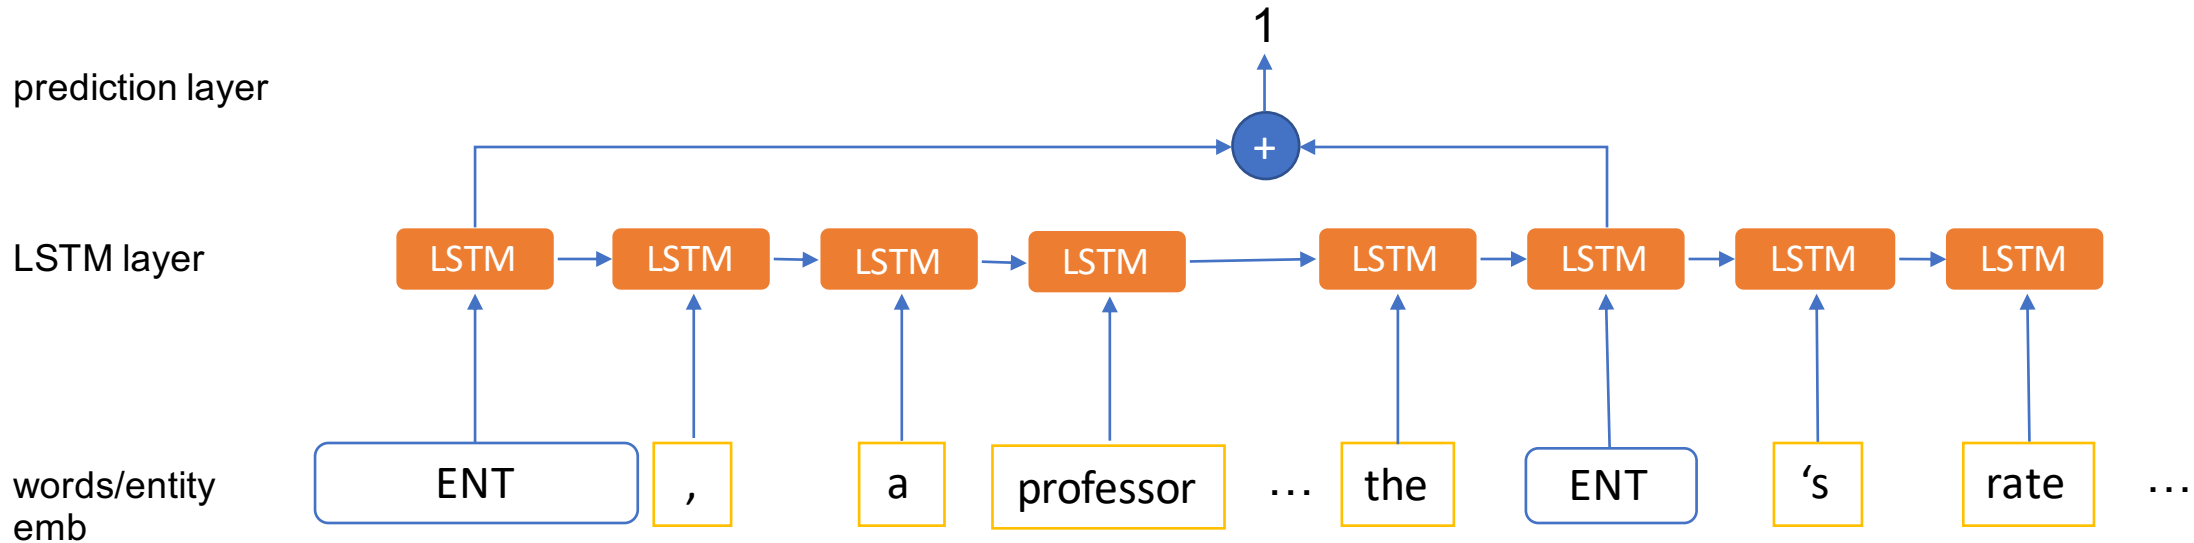 1
prediction layer
+
LSTM layer
LSTM LSTM LSTM LSTM LSTM LSTM LSTM LSTM
words/entity
emb
ENT , a professor … the ENT ‘s rate …